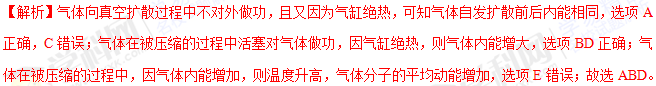 【解析】气体向真空扩散过程中不对外做功，且又因为气缸绝热，可知气体自发扩散前后内能相同，选项 A
正确，C 错误；气体在被压缩的过程中活塞对气体做功，因气缸绝热，则气体内能增大，选项 BD 正确；气
体在被压缩的过程中，因气体内能增加，则温度升高，气体分子的平均动能增加，选项 E 错误；故选 ABD。